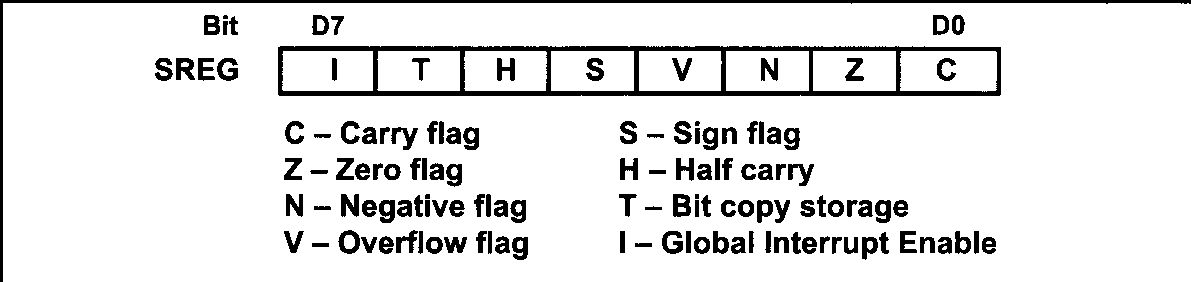 Bit D7 D0
SREG I T H S V N Z C
C – Carry flag S – Sign flag
Z – Zero flag H – Half carry
N – Negative flag T – Bit copy storage
V – Overflow flag I – Global Interrupt Enable